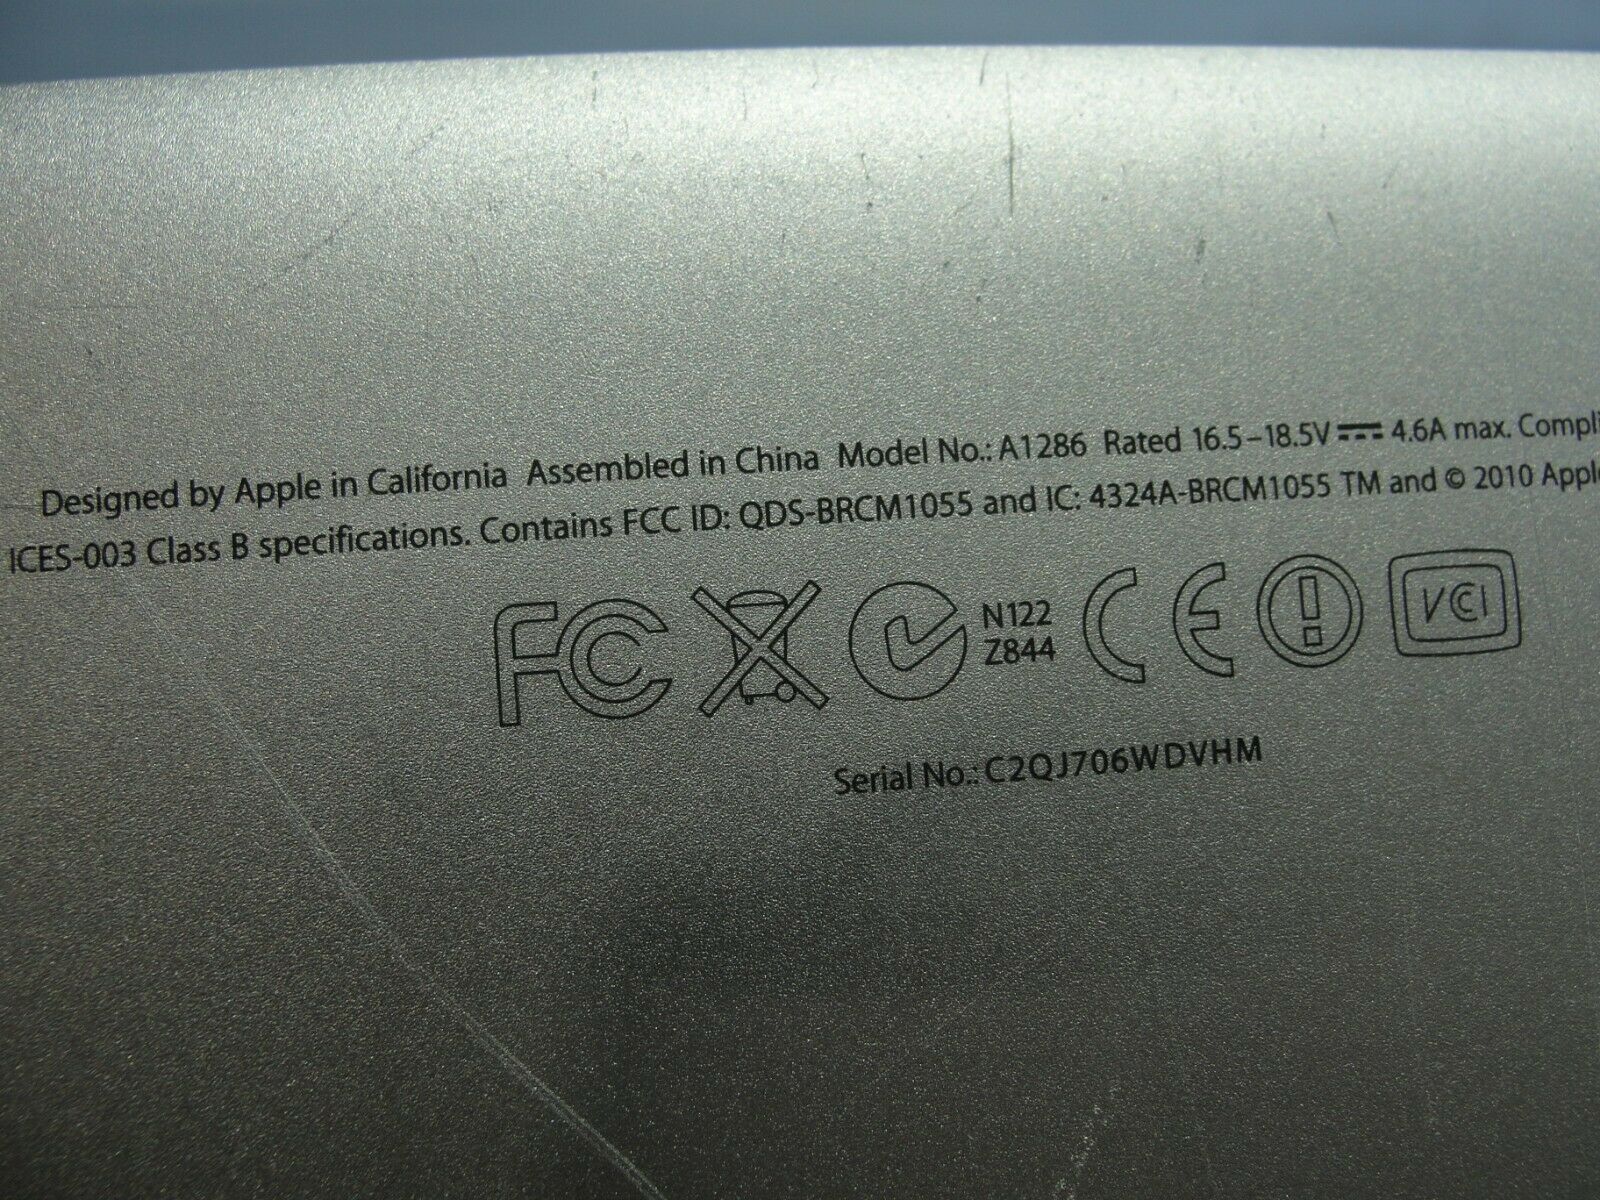 Designed by Apple in California Assembled in China Model No.: A1286 Rated 16.5–18.5V⎓4.6A max. Compli
ICES-003 Class B specifications. Contains FCC ID: QDS-BRCM1055 and IC: 4324A-BRCM1055 TM and © 2010 Apple
FC N122 CE VCI
Z844
Serial No.: C2QJ706WDVHM